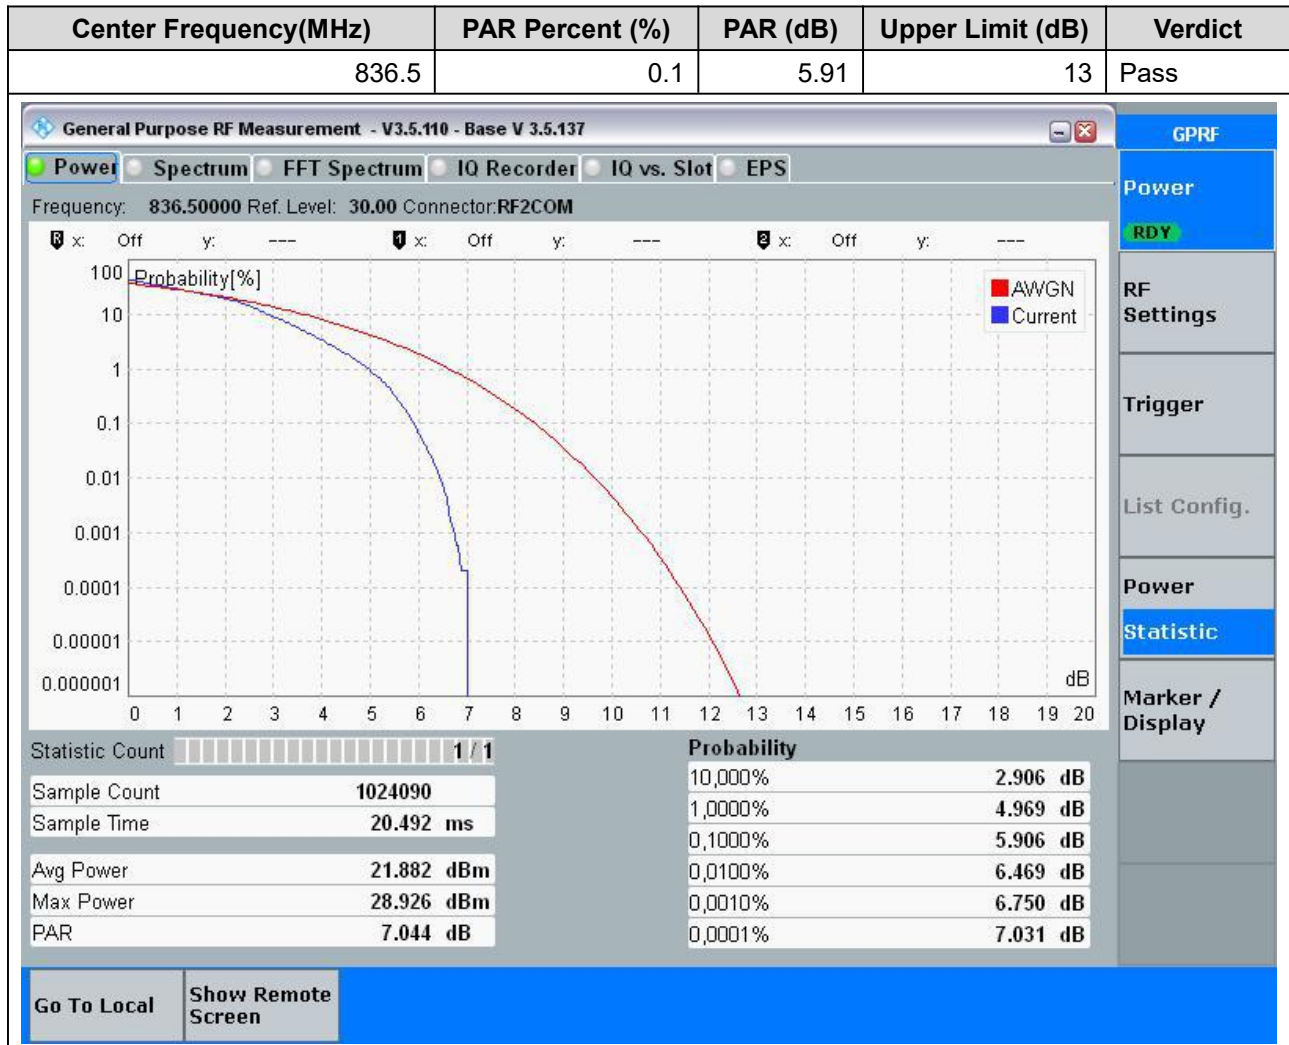 Center Frequency(MHz) PAR Percent (%) PAR (dB) Upper Limit (dB) Verdict
836.5 0.1 5.91 13 Pass
General Purpose RF Measurement - V3.5.110 - Base V 3.5.137
GPRF
Power Spectrum FFT Spectrum IQ Recorder IQ vs. Slot EPS
Frequency: 836.50000 Ref. Level: 30.00 Connector:RF2COM
R x: Off y: --- 1 x: Off y: --- 2 x: Off y: ---
Probability[%]
AWGN
Current
100
10
1
0.1
0.01
0.001
0.0001
0.00001
0.000001
dB
0 1 2 3 4 5 6 7 8 9 10 11 12 13 14 15 16 17 18 19 20
Statistic Count 1 / 1
Sample Count 1024090
Sample Time 20.492 ms
Avg Power 21.882 dBm
Max Power 28.926 dBm
PAR 7.044 dB
Probability
10,000% 2.906 dB
1,0000% 4.969 dB
0,1000% 5.906 dB
0,0100% 6.469 dB
0,0010% 6.750 dB
0,0001% 7.031 dB
Power
RDY
RF
Settings
Trigger
List Config.
Power
Statistic
Marker /
Display
Go To Local
Show Remote
Screen